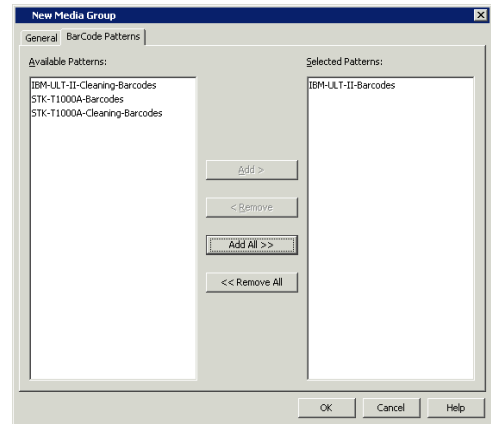 New Media Group
General BarCode Patterns
Available Patterns: Selected Patterns:
IBM-ULT-II-Cleaning-Barcodes IBM-ULT-II-Barcodes
STK-T1000A-Barcodes
STK-T1000A-Cleaning-Barcodes
Add >
< Remove
Add All >>
<< Remove All
OK Cancel Help